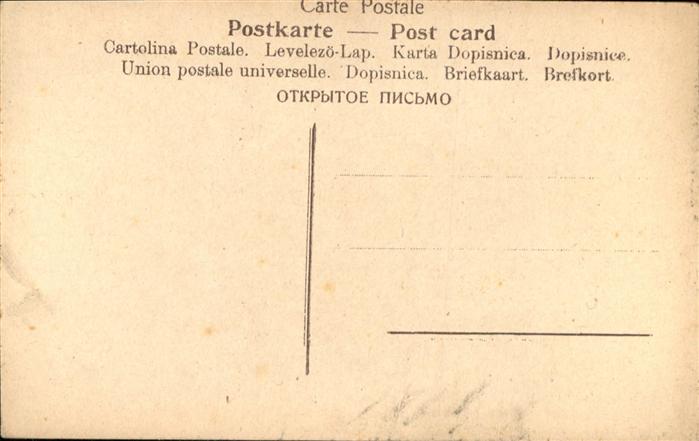 Carte Postale
Postkarte — Post card
Cartolina Postale. Levelezö-Lap. Karta Dopisnica. Dopisnice.
Union postale universelle. Dopisnica. Briefkaart. Brefkort.
ОТКРЫТОЕ ПИСЬМО